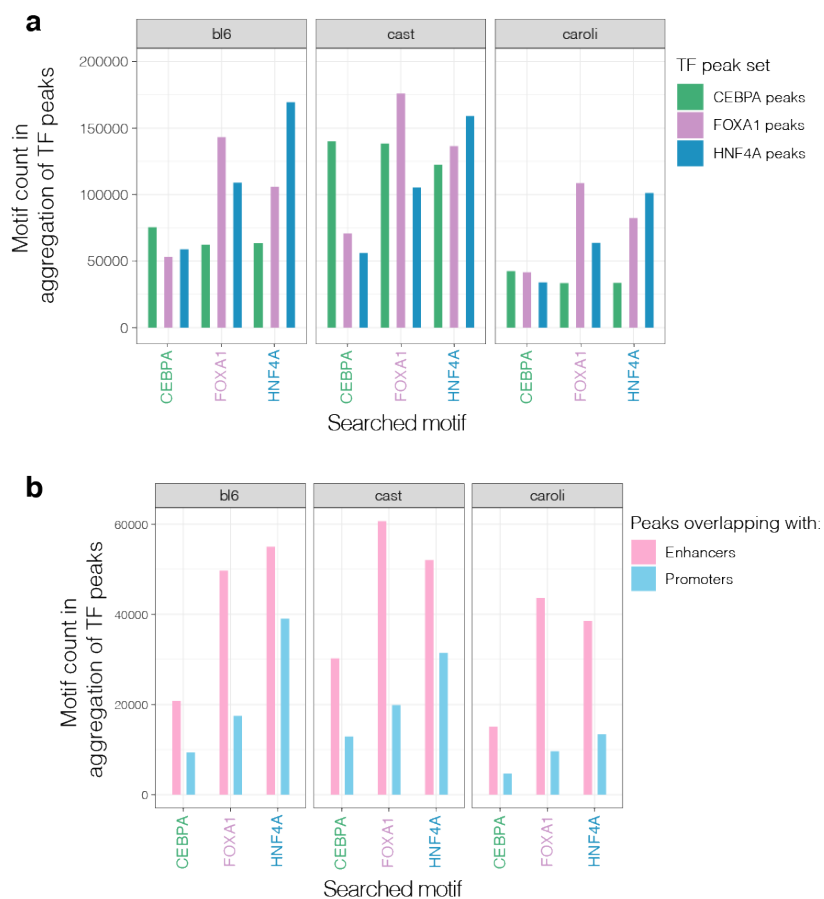 a
bl6 cast caroli
200000
150000
100000
50000
0
Motif count in
aggregation of TF peaks
CEBPA FOXA1 HNF4A CEBPA FOXA1 HNF4A CEBPA FOXA1 HNF4A
Searched motif
TF peak set
CEBPA peaks
FOXA1 peaks
HNF4A peaks
b
bl6 cast caroli
60000
40000
20000
0
Motif count in
aggregation of TF peaks
CEBPA FOXA1 HNF4A CEBPA FOXA1 HNF4A CEBPA FOXA1 HNF4A
Searched motif
Peaks overlapping with:
Enhancers
Promoters